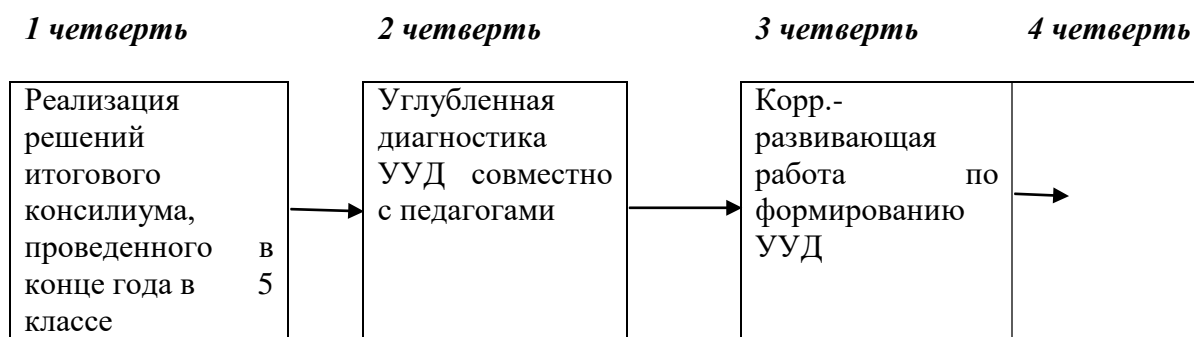 1 четверть
2 четверть
3 четверть
4 четверть
Реализация
решений
итогового
консилиума,
проведенного в
конце года в 5
классе
Углубленная
диагностика
УУД совместно
с педагогами
Корр.-
развивающая
работа по
формированию
УУД